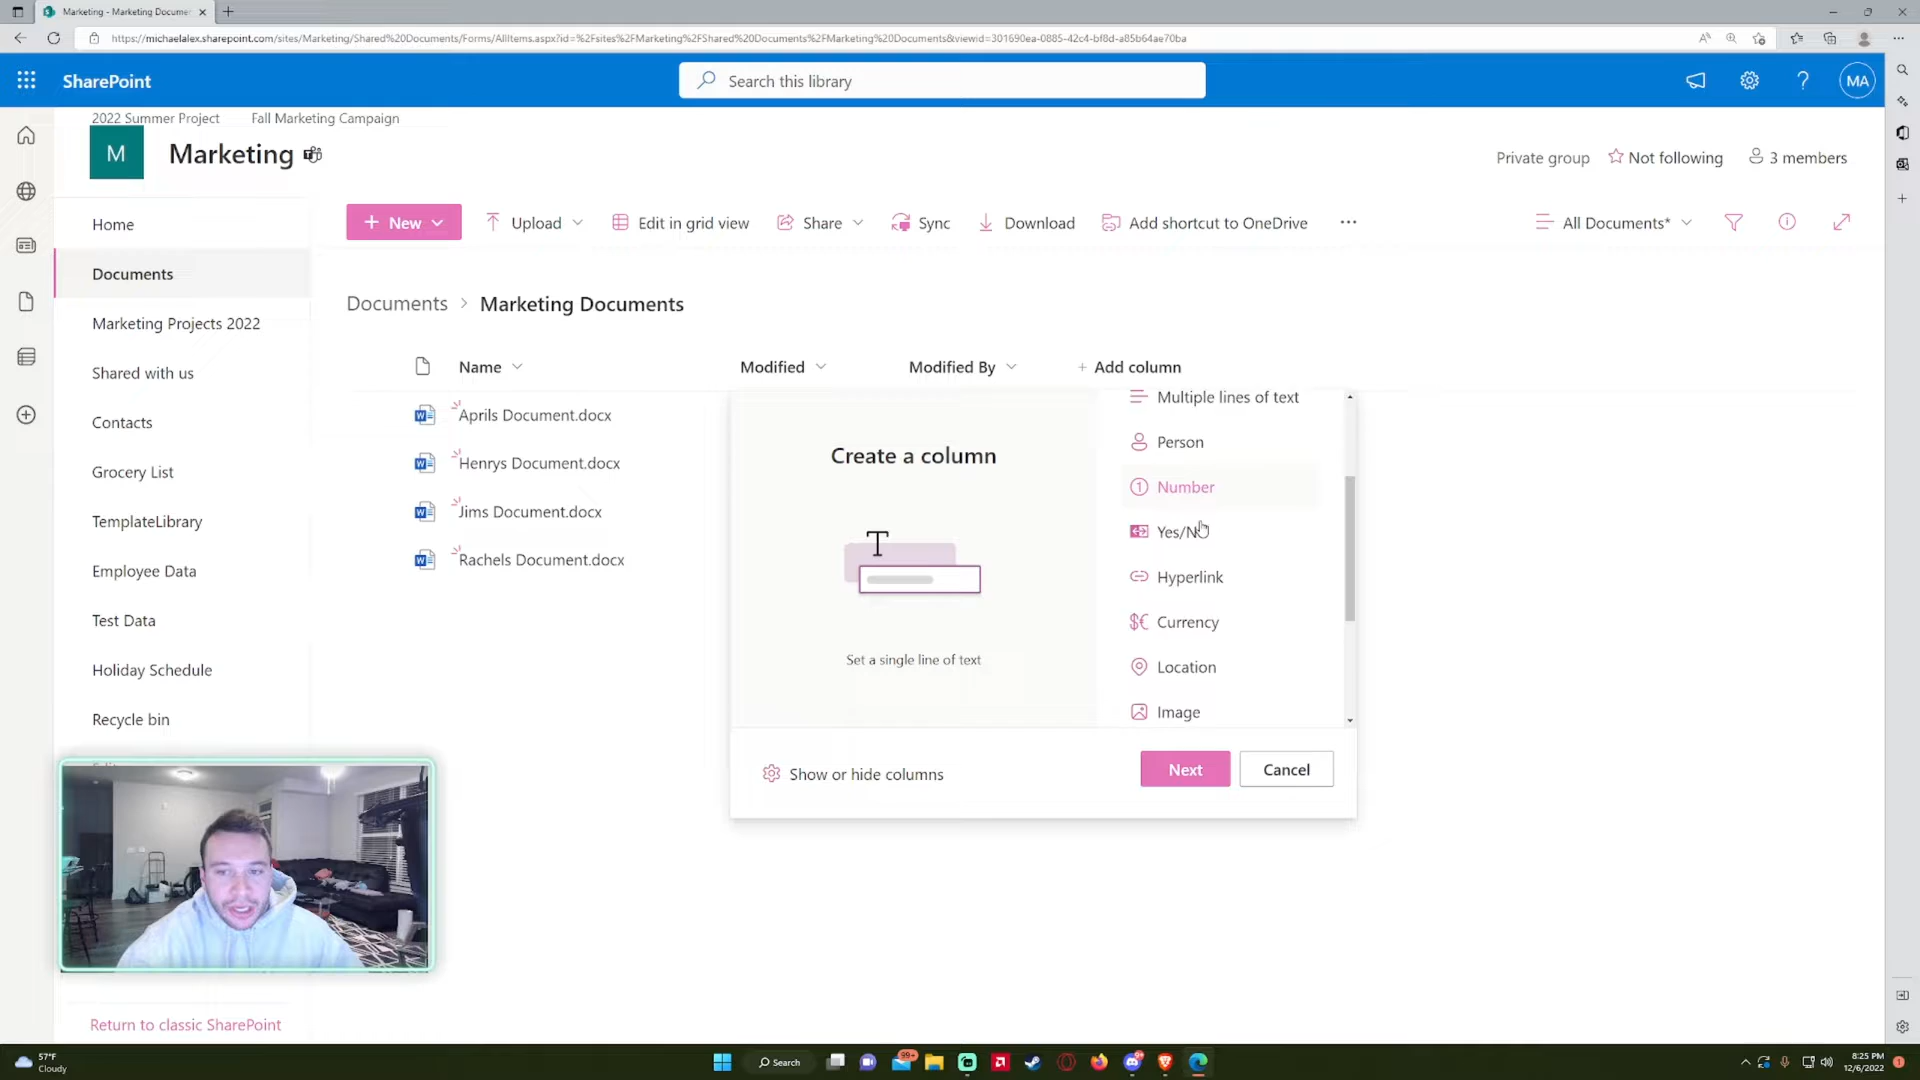 Marketing - Marketing Documen
https://michaelalex.sharepoint.com/sites/Marketing/Shared%20Documents/Forms/AllItems.aspx?id=%2Fsites%2FMarketing%2FShared%20Documents%2FMarketing%20Documents&viewid=301690ea-0885-42c4-bf8d-a85b64ae70ba
SharePoint
Search this library
MA
2022 Summer Project
Fall Marketing Campaign
M
Marketing
Private group
Not following
3 members
New
Upload
Edit in grid view
Share
Sync
Download
Add shortcut to OneDrive
All Documents*
Home
Documents
Marketing Projects 2022
Shared with us
Contacts
Grocery List
TemplateLibrary
Employee Data
Test Data
Holiday Schedule
Recycle bin
Return to classic SharePoint
Documents > Marketing Documents
Name
Modified
Modified By
+ Add column
Aprils Document.docx
Henrys Document.docx
Jims Document.docx
Rachels Document.docx
Create a column
Set a single line of text
Multiple lines of text
Person
Number
Yes/No
Hyperlink
Currency
Location
Image
Show or hide columns
Next
Cancel
57°F
Cloudy
Search
99+
8:25 PM
12/6/2022
1